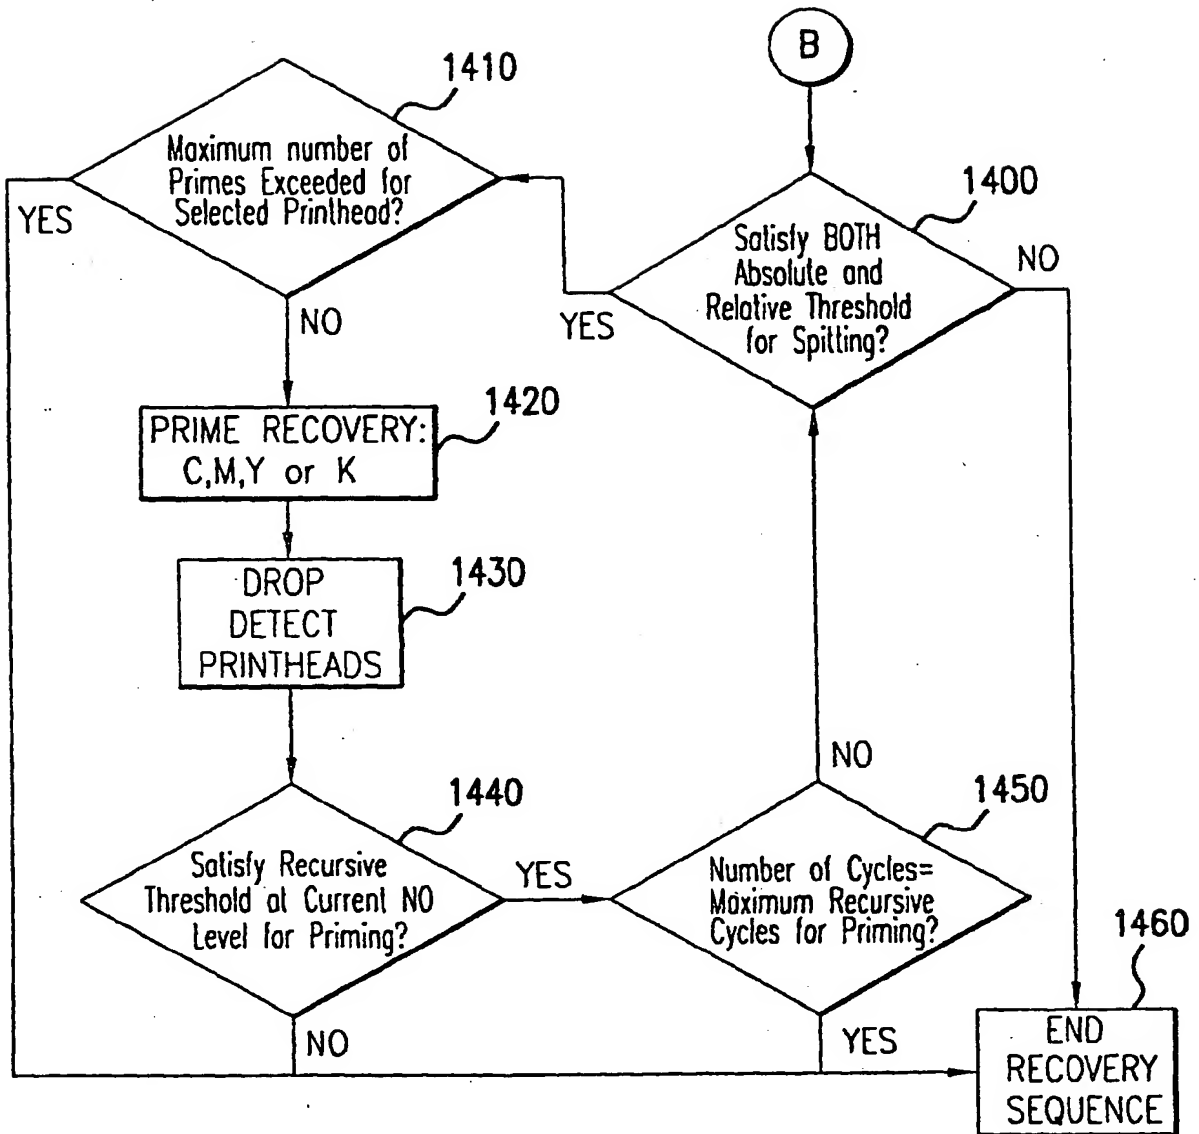 B
1400
Satisfy BOTH
Absolute and
Relative Threshold
for Spitting?
NO
YES
1410
Maximum number of
Primes Exceeded for
Selected Printhead?
YES
NO
1420
PRIME RECOVERY:
C,M,Y or K
1430
DROP
DETECT
PRINTHEADS
1440
Satisfy Recursive
Threshold at Current NO
Level for Priming?
YES
NO
1450
Number of Cycles=
Maximum Recursive
Cycles for Priming?
NO
YES
1460
END
RECOVERY
SEQUENCE